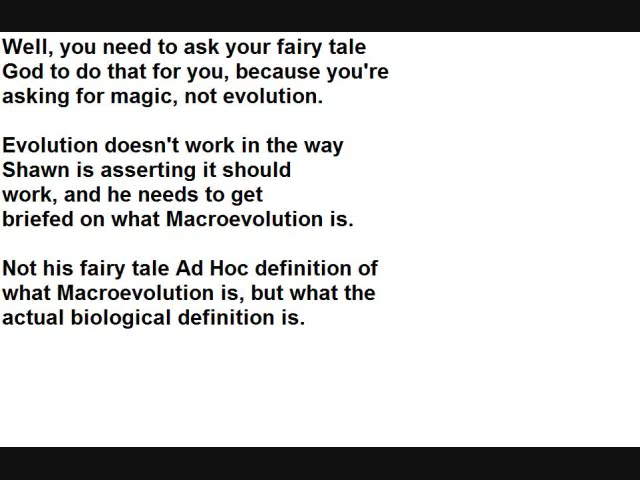 Well, you need to ask your fairy tale
God to do that for you, because you're
asking for magic, not evolution.
Evolution doesn't work in the way
Shawn is asserting it should
work, and he needs to get
briefed on what Macroevolution is.
Not his fairy tale Ad Hoc definition of
what Macroevolution is, but what the
actual biological definition is.